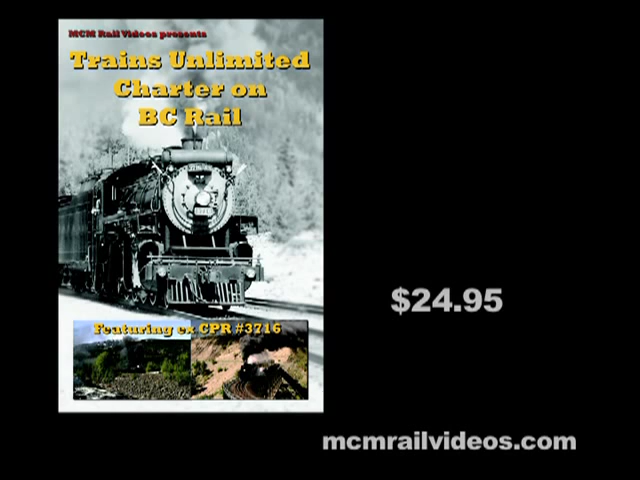 MCM Rail Videos presents
Trains Unlimited
Charter on
BC Rail
Featuring ex CPR #3716
$24.95
mcmrailvideos.com